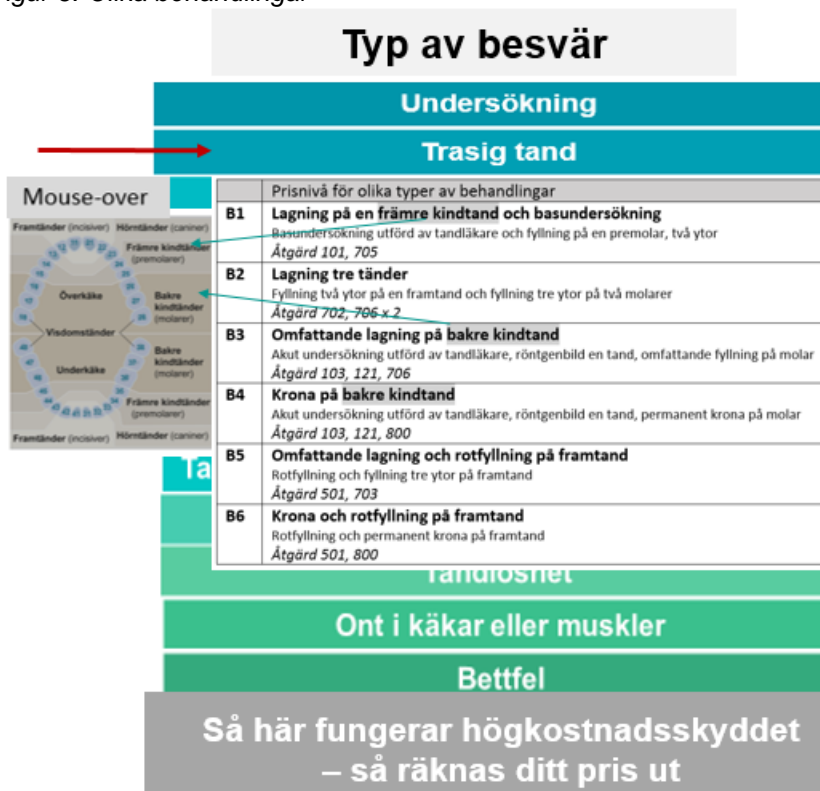 Typ av besvär
Undersökning
Trasig tand
Mouse-over
Framtänder (incisiver) Hörntänder (caniner)
Främre kindtänder
(premolarer)
Överkäke
Bakre
kindtänder
(molarer)
Visdomständer
Underkäke
Bakre
kindtänder
(molarer)
Främre kindtänder
(premolarer)
Framtänder (incisiver) Hörntänder (caniner)
Prisnivå för olika typer av behandlingar
B1 Lagning på en främre kindtand och basundersökning
Basundersökning utförd av tandläkare och fyllning på en premolar, två ytor
Åtgärd 101, 705
B2 Lagning tre tänder
Fyllning två ytor på en framtand och fyllning tre ytor på två molarer
Åtgärd 702, 706 x 2
B3 Omfattande lagning på bakre kindtand
Akut undersökning utförd av tandläkare, röntgenbild en tand, omfattande fyllning på molar
Åtgärd 103, 121, 706
B4 Krona på bakre kindtand
Akut undersökning utförd av tandläkare, röntgenbild en tand, permanent krona på molar
Åtgärd 103, 121, 800
B5 Omfattande lagning och rotfyllning på framtand
Rotfyllning och fyllning tre ytor på framtand
Åtgärd 501, 703
B6 Krona och rotfyllning på framtand
Rotfyllning och permanent krona på framtand
Åtgärd 501, 800
Ta
Tandlöshet
Ont i käkar eller muskler
Bettfel
Så här fungerar högkostnadsskyddet
– så räknas ditt pris ut